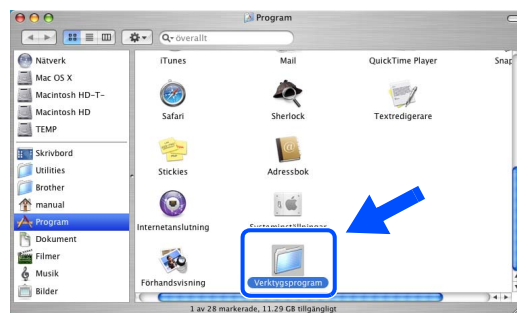 Program
överallt
Nätverk
Mac OS X
Macintosh HD-T-
Macintosh HD
TEMP
Skrivbord
Utilities
Brother
manual
Program
Dokument
Filmer
Musik
Bilder
iTunes Mail QuickTime Player Snap
Safari Sherlock Textredigerare
Stickies Adressbok
Internetanslutning Systeminställningar
Förhandsvisning Verktygsprogram
1 av 28 markerade, 11.29 GB tillgängligt